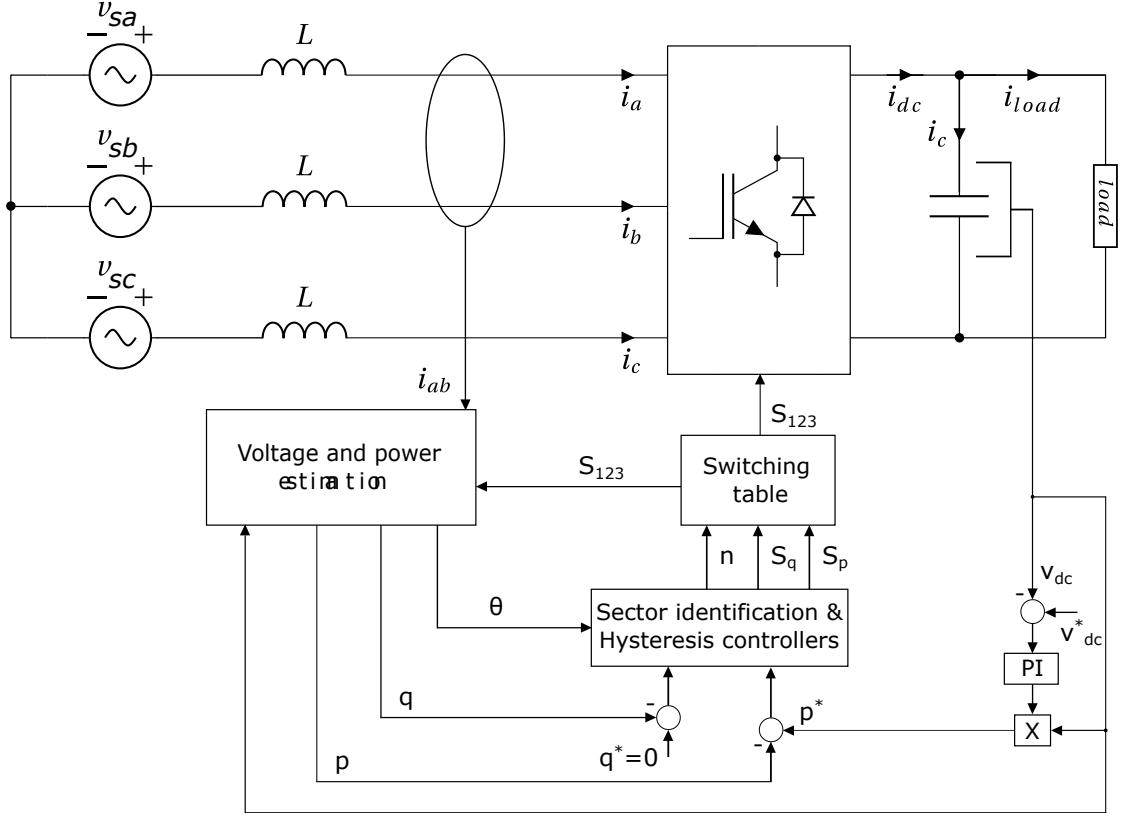 v_sa
− +
L
i_a
i_dc
i_load
i_c
v_sb
− +
L
i_b
load
v_sc
− +
L
i_c
i_ab
S_123
Voltage and power
estimation
S_123
Switching
table
n
S_q
S_p
θ
Sector identification &
Hysteresis controllers
v_dc
-
v*_dc
PI
q
-
p*
X
q*=0
-
p